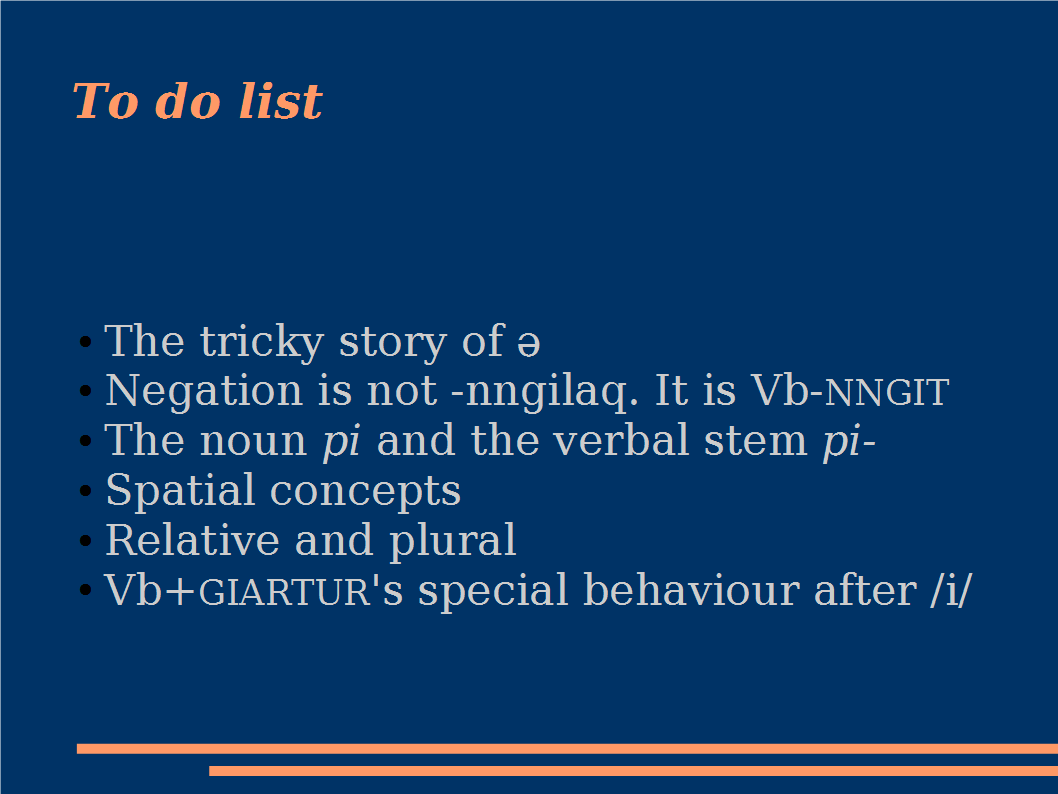 To do list
• The tricky story of ə
• Negation is not -nngilaq. It is Vb-NNGIT
• The noun pi and the verbal stem pi-
• Spatial concepts
• Relative and plural
• Vb+GIARTUR's special behaviour after /i/